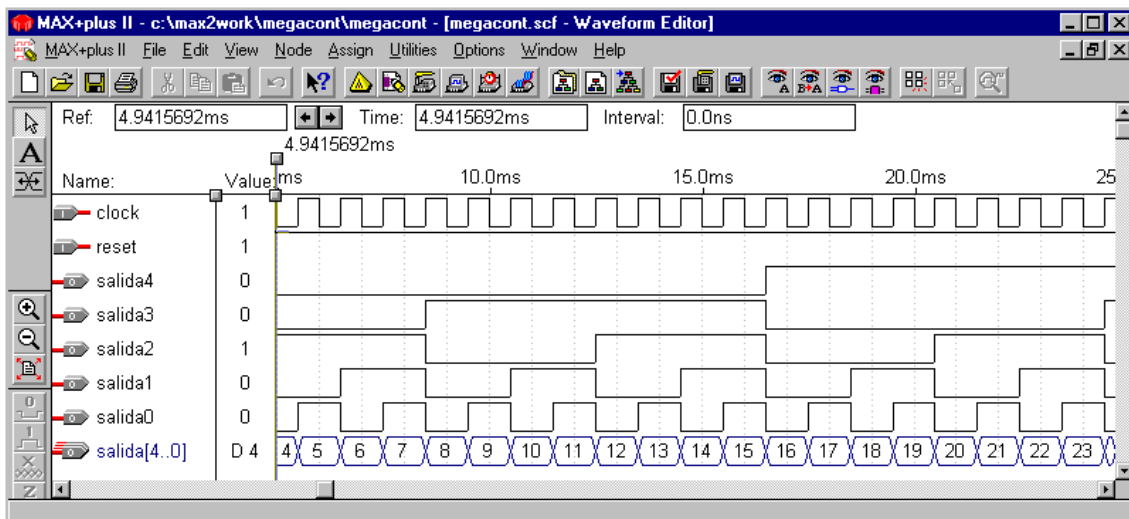 MAX+plus II - c:\max2work\megacont\megacont - [megacont.scf - Waveform Editor]
MAX+plus II File Edit View Node Assign Utilities Options Window Help
Ref: 4.9415692ms Time: 4.9415692ms Interval: 0.0ns
4.9415692ms
Name: Value: ms 10.0ms 15.0ms 20.0ms 25
clock 1
reset 1
salida4 0
salida3 0
salida2 1
salida1 0
salida0 0
salida[4..0] D 4 4 5 6 7 8 9 10 11 12 13 14 15 16 17 18 19 20 21 22 23